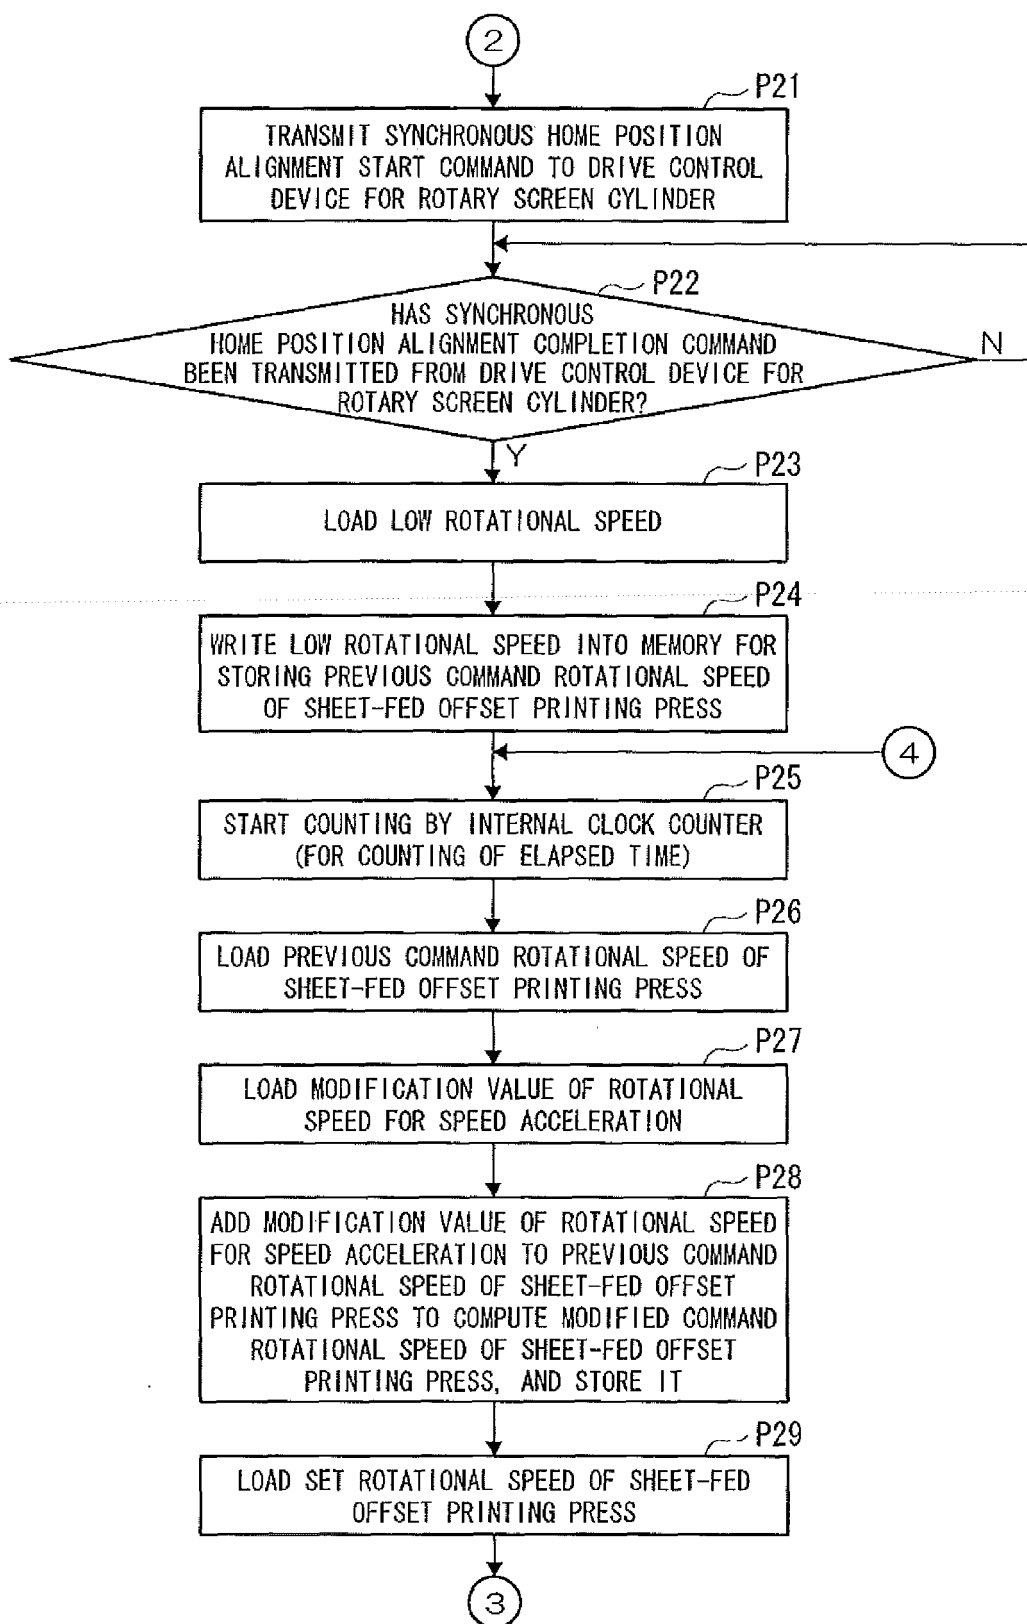 2
P21
TRANSMIT SYNCHRONOUS HOME POSITION
ALIGNMENT START COMMAND TO DRIVE CONTROL
DEVICE FOR ROTARY SCREEN CYLINDER
P22
HAS SYNCHRONOUS
HOME POSITION ALIGNMENT COMPLETION COMMAND
BEEN TRANSMITTED FROM DRIVE CONTROL DEVICE FOR
ROTARY SCREEN CYLINDER?
N
Y
P23
LOAD LOW ROTATIONAL SPEED
P24
WRITE LOW ROTATIONAL SPEED INTO MEMORY FOR
STORING PREVIOUS COMMAND ROTATIONAL SPEED
OF SHEET-FED OFFSET PRINTING PRESS
4
P25
START COUNTING BY INTERNAL CLOCK COUNTER
(FOR COUNTING OF ELAPSED TIME)
P26
LOAD PREVIOUS COMMAND ROTATIONAL SPEED OF
SHEET-FED OFFSET PRINTING PRESS
P27
LOAD MODIFICATION VALUE OF ROTATIONAL
SPEED FOR SPEED ACCELERATION
P28
ADD MODIFICATION VALUE OF ROTATIONAL SPEED
FOR SPEED ACCELERATION TO PREVIOUS COMMAND
ROTATIONAL SPEED OF SHEET-FED OFFSET
PRINTING PRESS TO COMPUTE MODIFIED COMMAND
ROTATIONAL SPEED OF SHEET-FED OFFSET
PRINTING PRESS, AND STORE IT
P29
LOAD SET ROTATIONAL SPEED OF SHEET-FED
OFFSET PRINTING PRESS
3